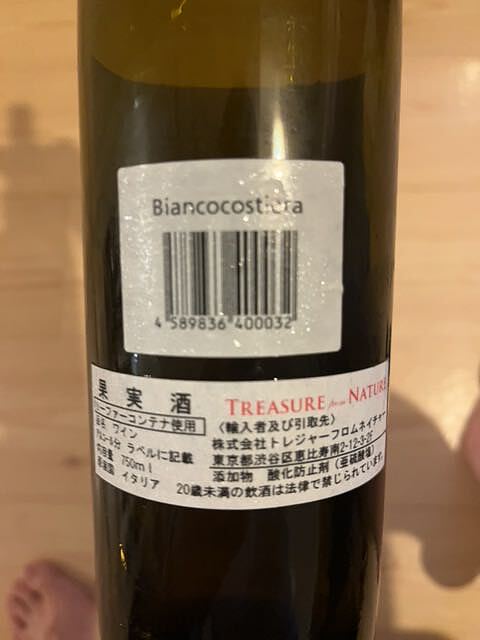 Biancocostiera
4 589836 400032
果実酒
TREASURE from NATURE
リーファーコンテナ使用
〈輸入者及び引取先〉
品名 ワイン
株式会社トレジャーフロムネイチャー
アルコール分 ラベルに記載
東京都渋谷区恵比寿南2-12-3-2F
内容量 750ml
添加物 酸化防止剤(亜硫酸塩)
原産国 イタリア
20歳未満の飲酒は法律で禁じられています。